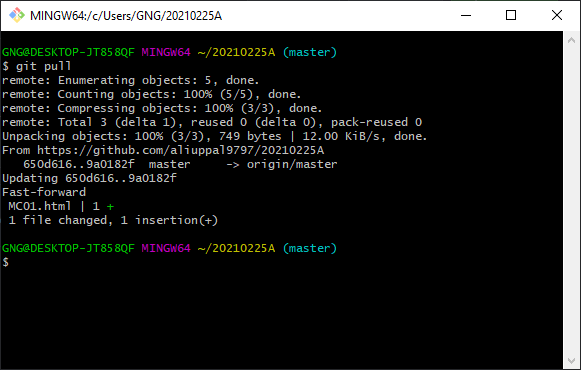 MINGW64:/c/Users/GNG/20210225A
GNG@DESKTOP-JT858QF MINGW64 ~/20210225A (master)
$ git pull
remote: Enumerating objects: 5, done.
remote: Counting objects: 100% (5/5), done.
remote: Compressing objects: 100% (3/3), done.
remote: Total 3 (delta 1), reused 0 (delta 0), pack-reused 0
Unpacking objects: 100% (3/3), 749 bytes | 12.00 KiB/s, done.
From https://github.com/aliuppal9797/20210225A
   650d616..9a0182f  master     -> origin/master
Updating 650d616..9a0182f
Fast-forward
 MC01.html | 1 +
 1 file changed, 1 insertion(+)
GNG@DESKTOP-JT858QF MINGW64 ~/20210225A (master)
$